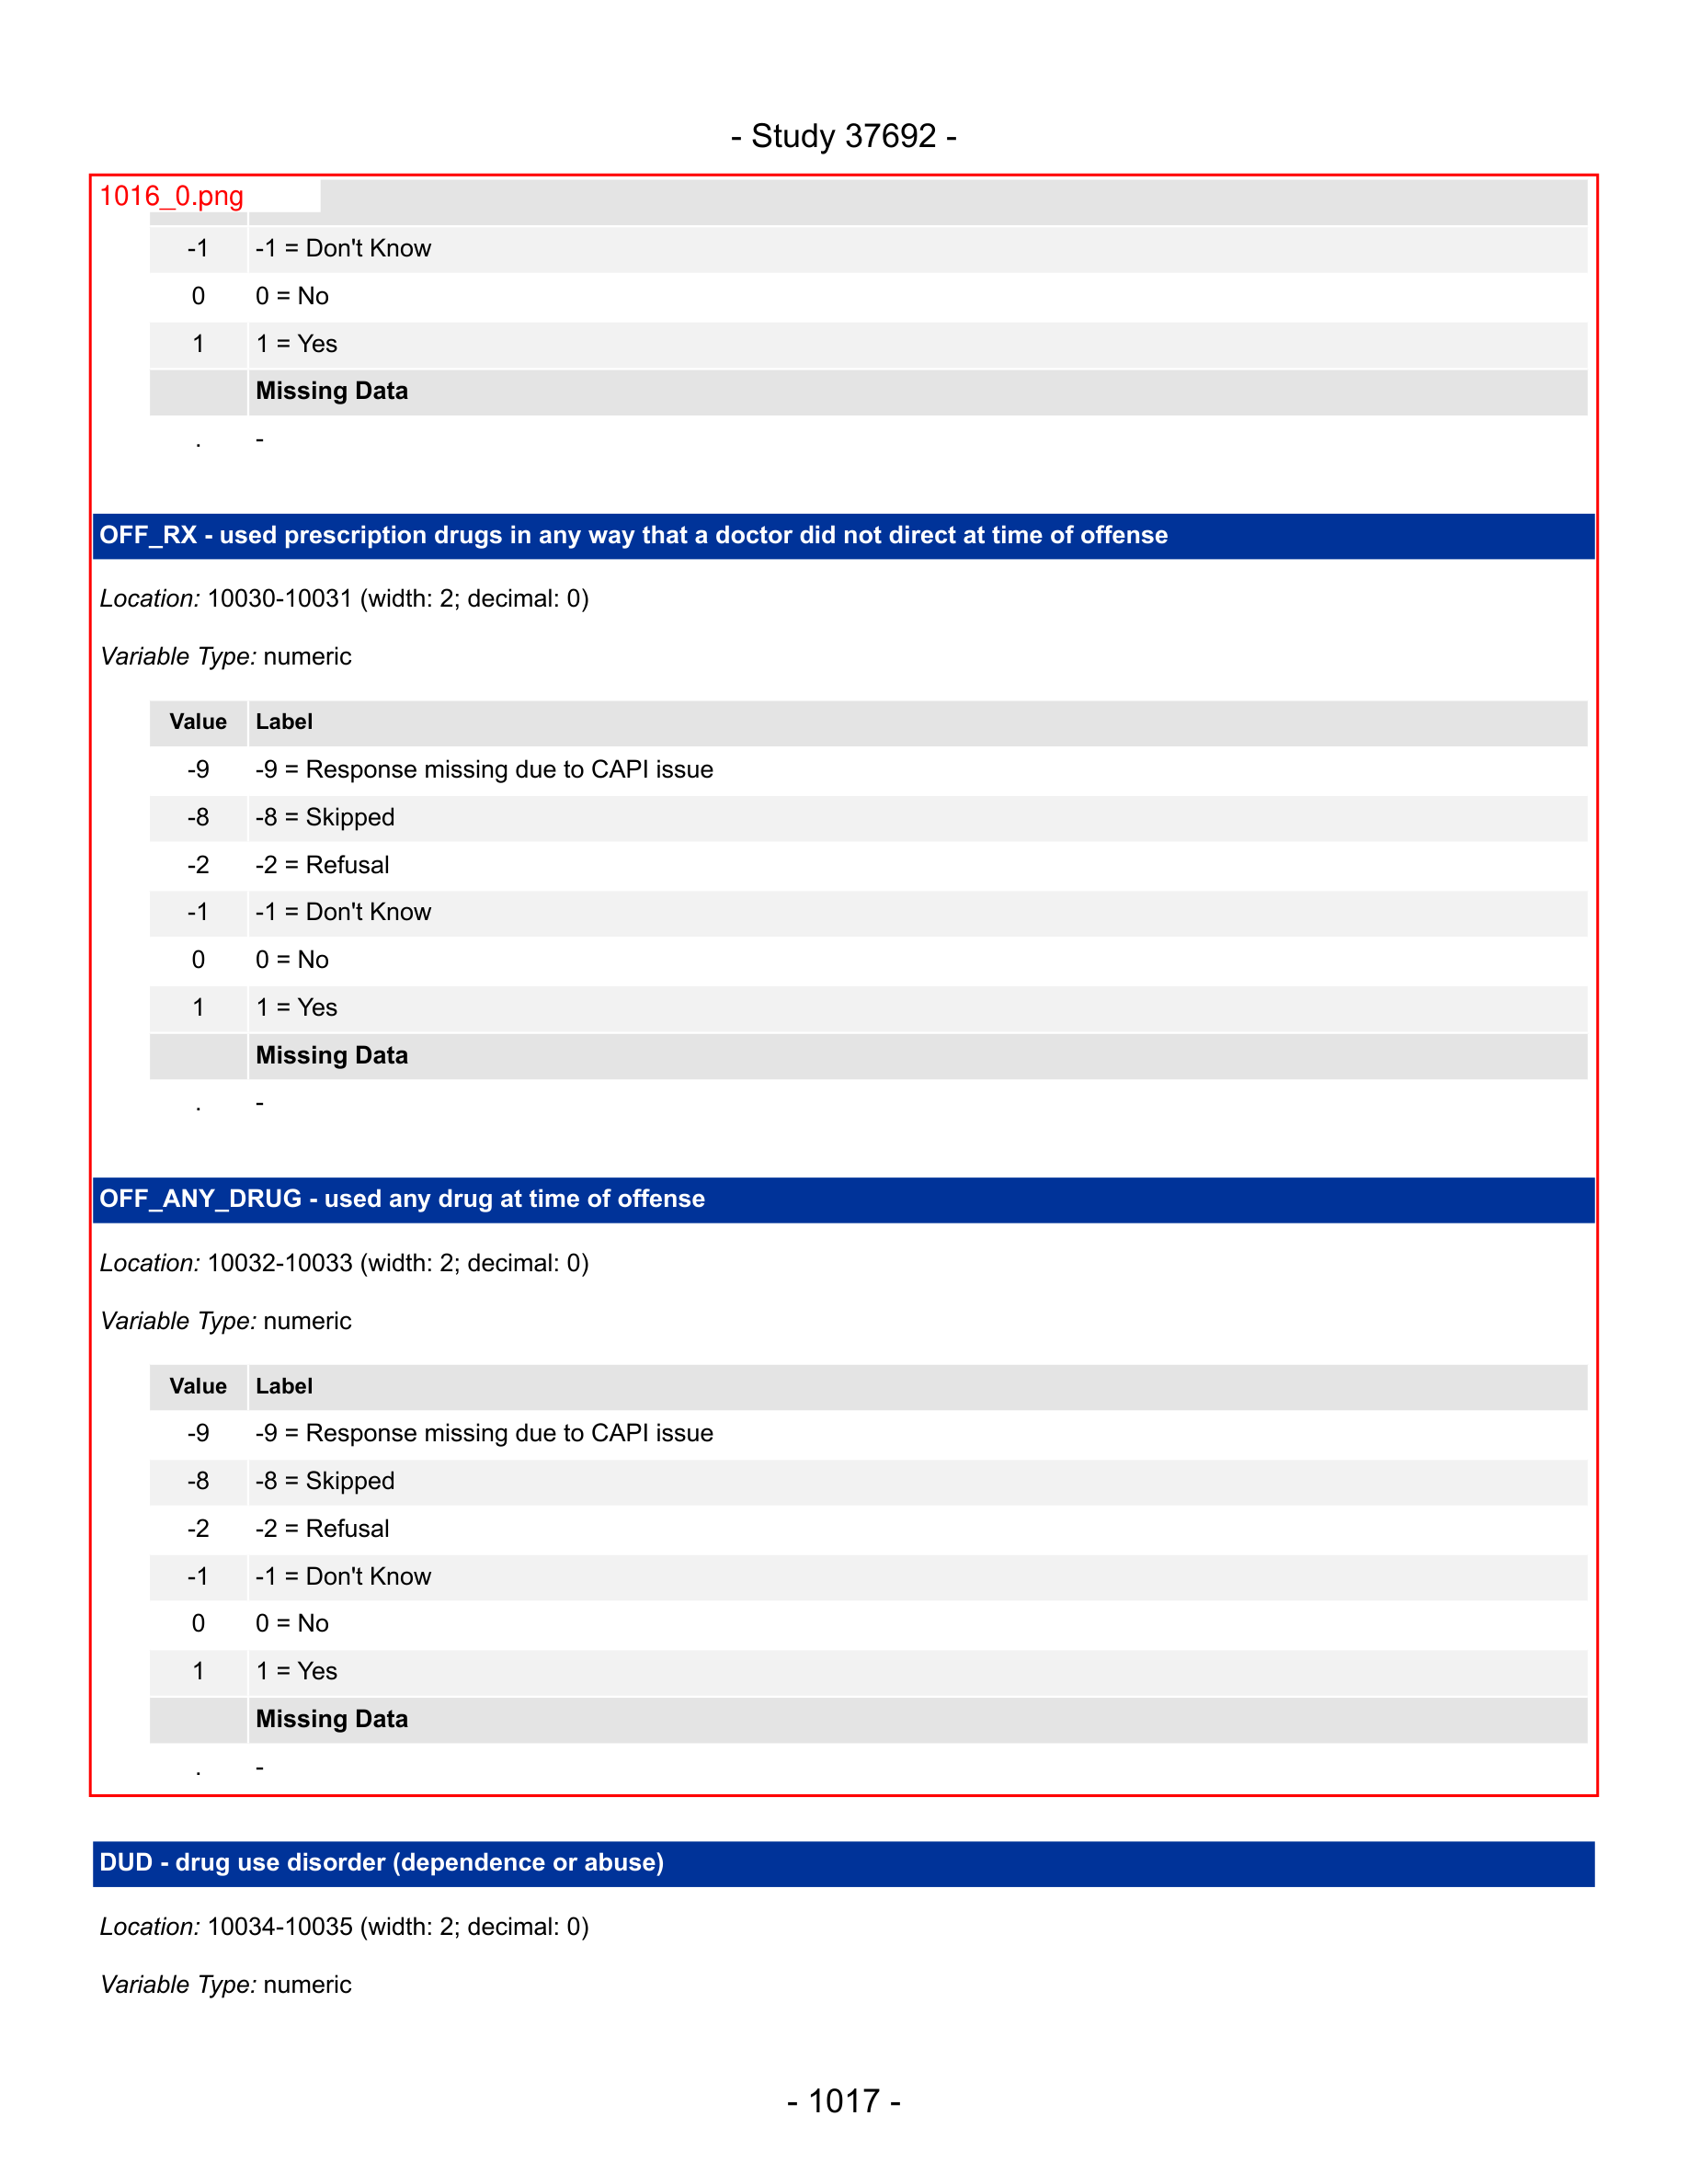 - Study 37692 -
1016_0.png
-1 -1 = Don't Know
0 0 = No
1 1 = Yes
Missing Data
. -
OFF_RX - used prescription drugs in any way that a doctor did not direct at time of offense
Location: 10030-10031 (width: 2; decimal: 0)
Variable Type: numeric
Value Label
-9 -9 = Response missing due to CAPI issue
-8 -8 = Skipped
-2 -2 = Refusal
-1 -1 = Don't Know
0 0 = No
1 1 = Yes
Missing Data
. -
OFF_ANY_DRUG - used any drug at time of offense
Location: 10032-10033 (width: 2; decimal: 0)
Variable Type: numeric
Value Label
-9 -9 = Response missing due to CAPI issue
-8 -8 = Skipped
-2 -2 = Refusal
-1 -1 = Don't Know
0 0 = No
1 1 = Yes
Missing Data
. -
DUD - drug use disorder (dependence or abuse)
Location: 10034-10035 (width: 2; decimal: 0)
Variable Type: numeric
- 1017 -